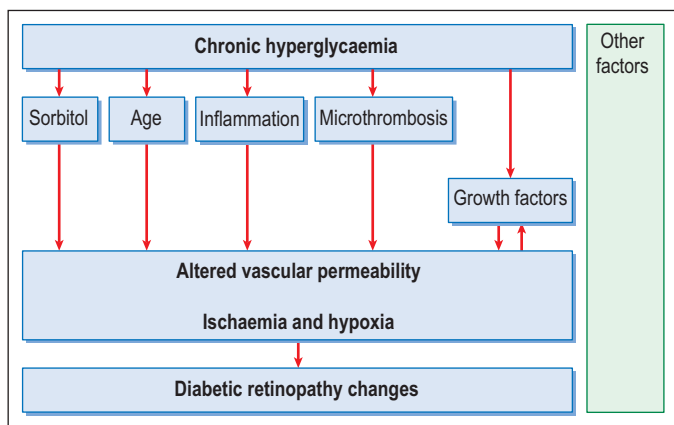 Chronic hyperglycaemia
Other
factors
Sorbitol
Age
Inflammation
Microthrombosis
Growth factors
Altered vascular permeability
Ischaemia and hypoxia
Diabetic retinopathy changes